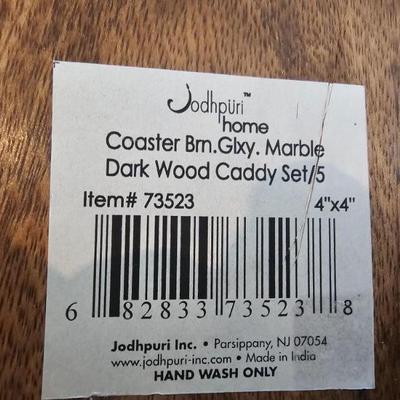 Jodhpüri™
home
Coaster Brn.Glxy. Marble
Dark Wood Caddy Set/5
Item# 73523 4"x4"
6 82833 73523 8
Jodhpuri Inc. • Parsippany, NJ 07054
www.jodhpuri-inc.com • Made in India
HAND WASH ONLY